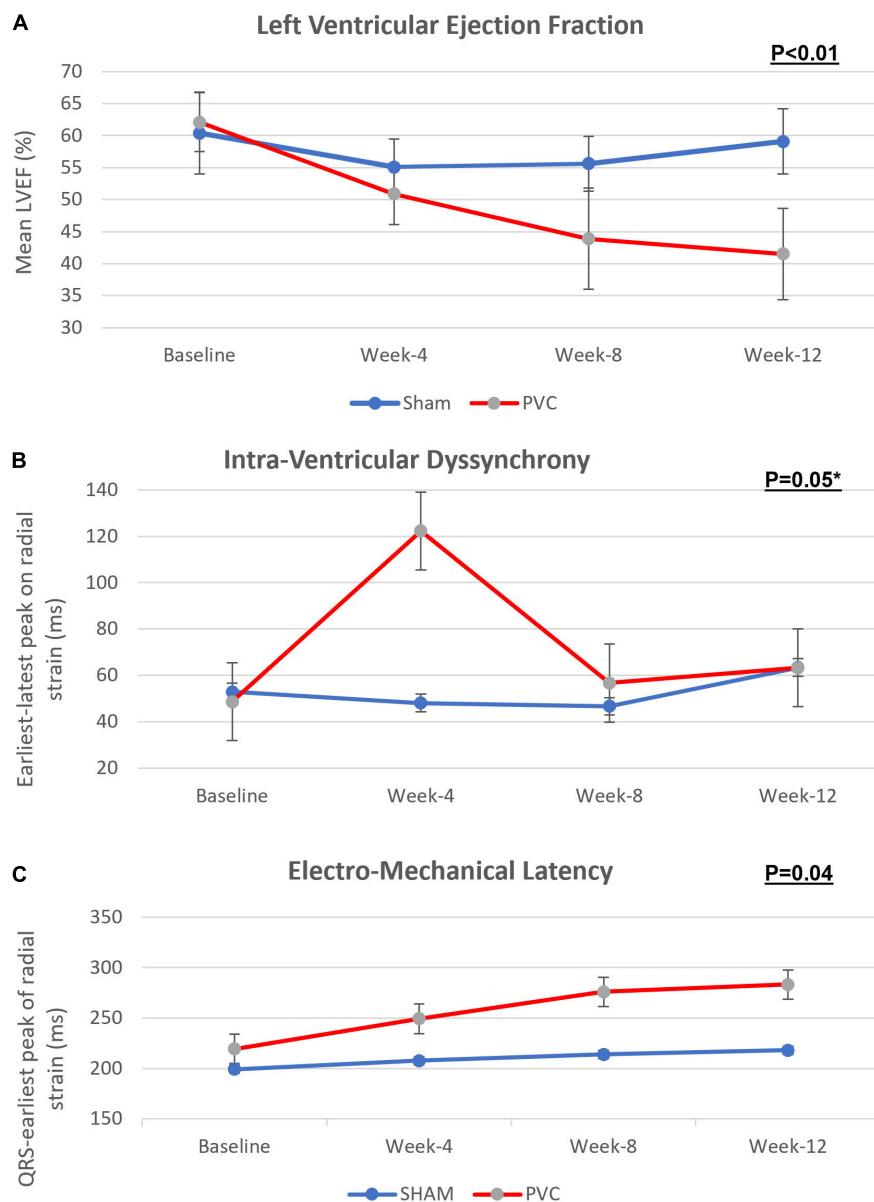 A
Left Ventricular Ejection Fraction
P<0.01
Mean LVEF (%)
70
65
60
55
50
45
40
35
30
Baseline Week-4 Week-8 Week-12
Sham PVC
B
Intra-Ventricular Dyssynchrony
P=0.05*
Earliest-latest peak on radial
strain (ms)
140
120
100
80
60
40
20
Baseline Week-4 Week-8 Week-12
C
Electro-Mechanical Latency
P=0.04
QRS-earliest peak of radial
strain (ms)
350
300
250
200
150
Baseline Week-4 Week-8 Week-12
SHAM PVC